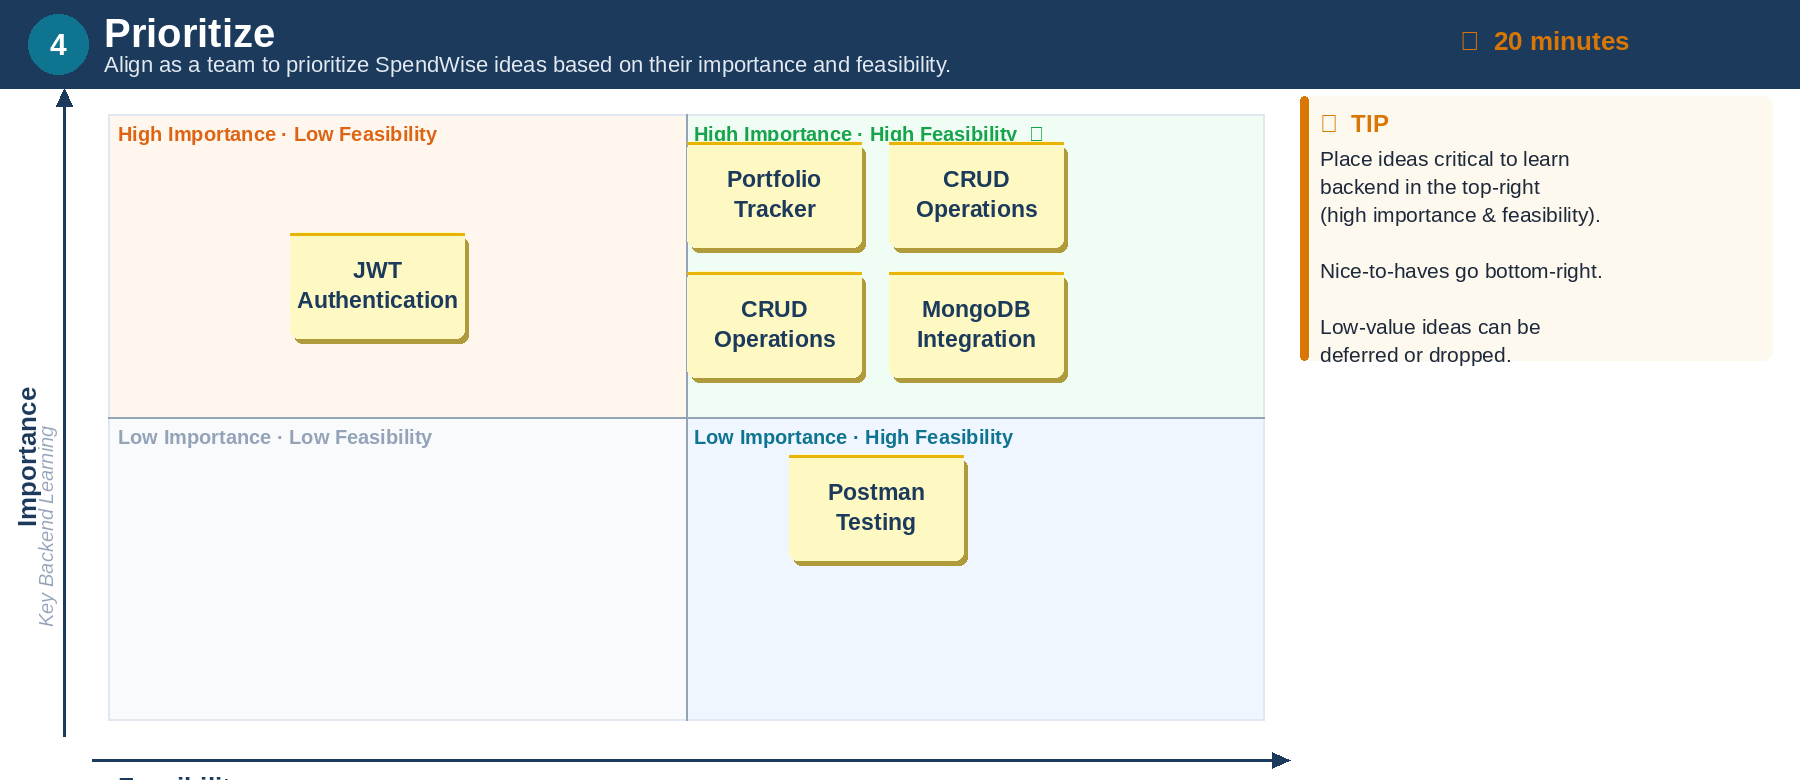 4
Prioritize
Align as a team to prioritize SpendWise ideas based on their importance and feasibility.
20 minutes
High Importance · Low Feasibility
High Importance · High Feasibility
Portfolio
Tracker
CRUD
Operations
JWT
Authentication
CRUD
Operations
MongoDB
Integration
Low Importance · Low Feasibility
Low Importance · High Feasibility
Postman
Testing
Importance
Key Backend Learning
TIP
Place ideas critical to learn
backend in the top-right
(high importance & feasibility).
Nice-to-haves go bottom-right.
Low-value ideas can be
deferred or dropped.